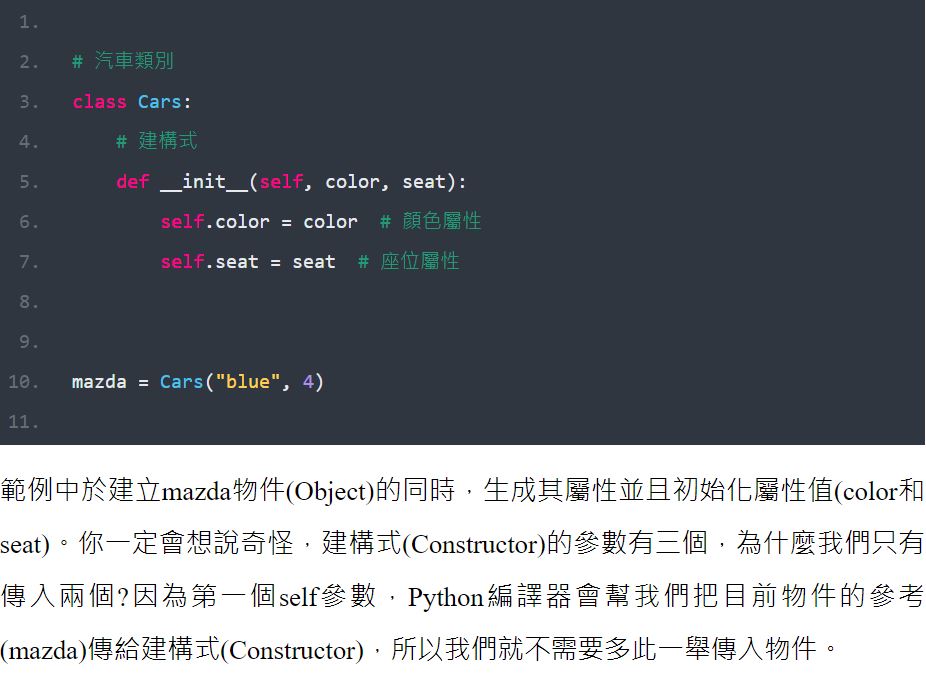 1.
2. # 汽車類別
3. class Cars:
4.     # 建構式
5.     def __init__(self, color, seat):
6.         self.color = color  # 顏色屬性
7.         self.seat = seat  # 座位屬性
8.
9.
10. mazda = Cars("blue", 4)
11.
範例中於建立mazda物件(Object)的同時，生成其屬性並且初始化屬性值(color和
seat)。你一定會想說奇怪，建構式(Constructor)的參數有三個，為什麼我們只有
傳入兩個?因為第一個self參數，Python編譯器會幫我們把目前物件的參考
(mazda)傳給建構式(Constructor)，所以我們就不需要多此一舉傳入物件。